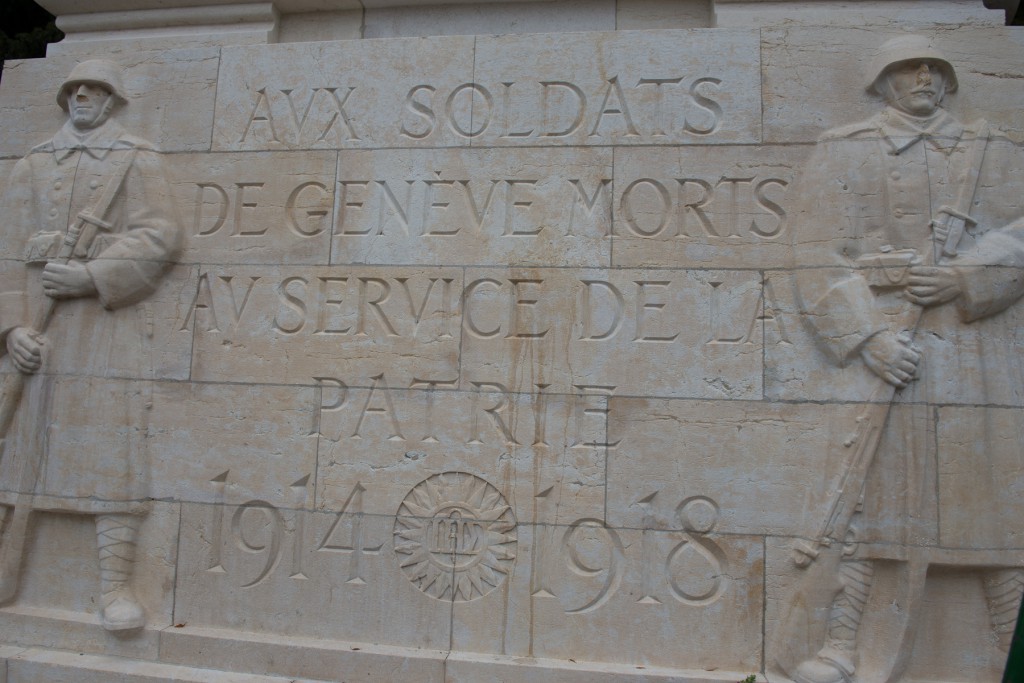 AVX SOLDATS
DE GENÈVE MORTS
AV SERVICE DE LA
PATRIE
1914 1918